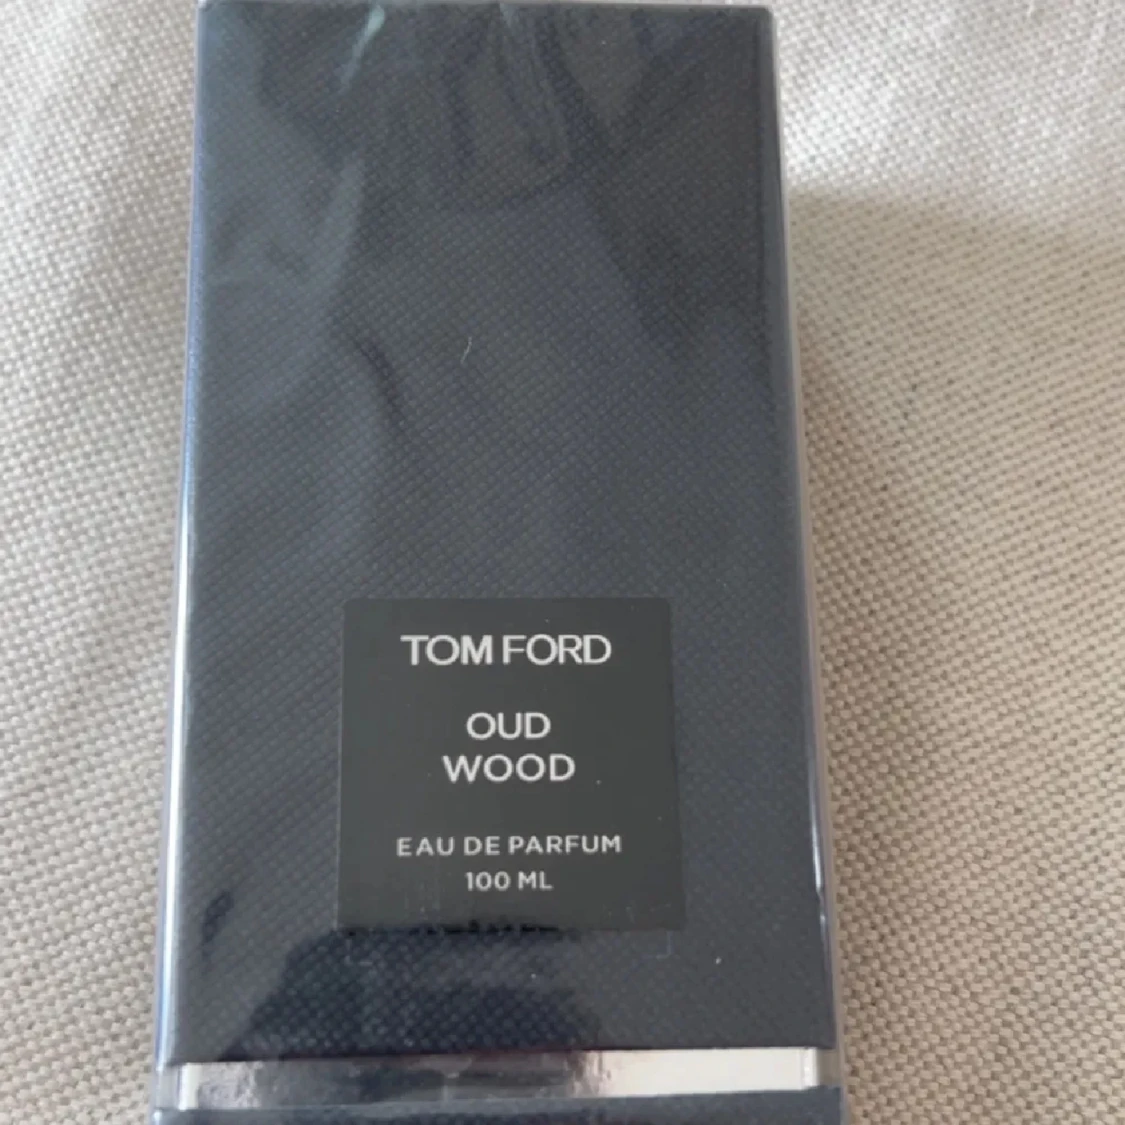 TOM FORD
OUD
WOOD
EAU DE PARFUM
100 ML